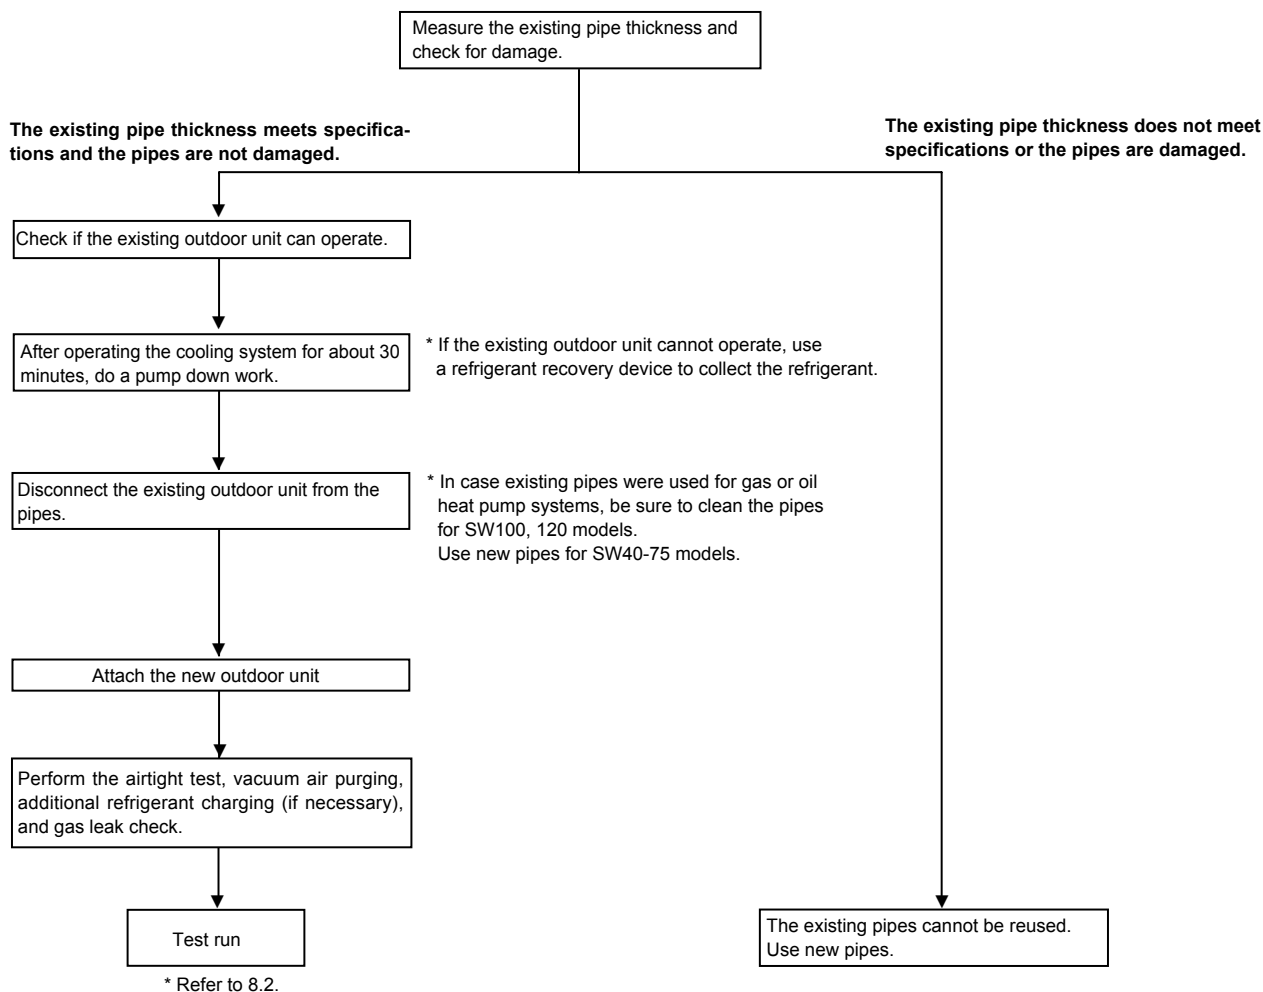 Measure the existing pipe thickness and
check for damage.
The existing pipe thickness meets specifica-
tions and the pipes are not damaged.
The existing pipe thickness does not meet
specifications or the pipes are damaged.
Check if the existing outdoor unit can operate.
After operating the cooling system for about 30
minutes, do a pump down work.
* If the existing outdoor unit cannot operate, use
a refrigerant recovery device to collect the refrigerant.
Disconnect the existing outdoor unit from the
pipes.
* In case existing pipes were used for gas or oil
heat pump systems, be sure to clean the pipes
for SW100, 120 models.
Use new pipes for SW40-75 models.
Attach the new outdoor unit
Perform the airtight test, vacuum air purging,
additional refrigerant charging (if necessary),
and gas leak check.
Test run
* Refer to 8.2.
The existing pipes cannot be reused.
Use new pipes.